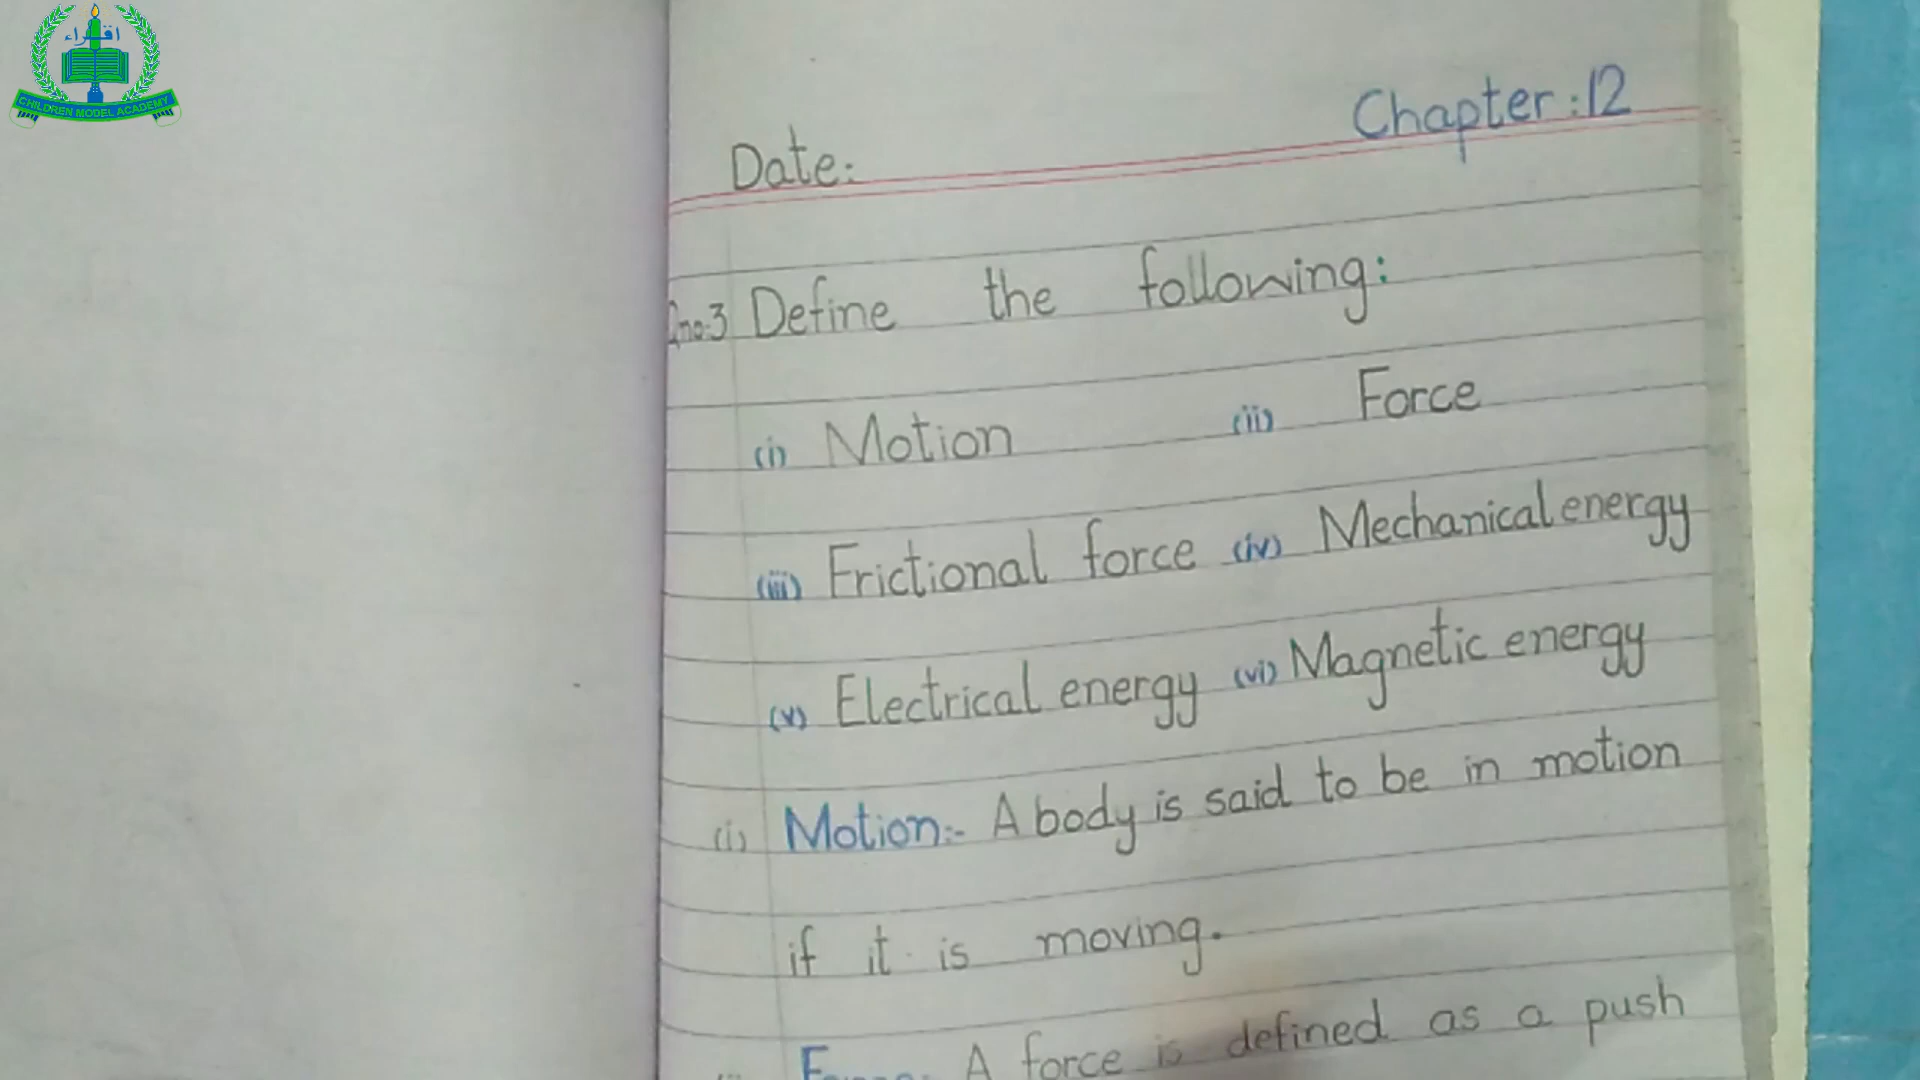 اقراء
CHILDREN MODEL ACADEMY
Chapter:12
Date:
Qno:3 Define the following:
(i) Motion (ii) Force
(iii) Frictional force (iv) Mechanical energy
(v) Electrical energy (vi) Magnetic energy
(i) Motion:- A body is said to be in motion
if it is moving.
Force:- A force is defined as a push